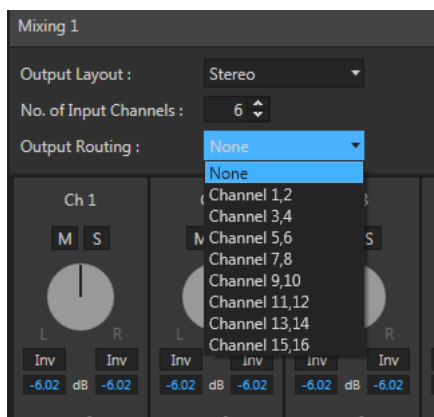 Mixing 1
Output Layout : Stereo
No. of Input Channels : 6
Output Routing : None
None
Channel 1,2
Channel 3,4
Channel 5,6
Channel 7,8
Channel 9,10
Channel 11,12
Channel 13,14
Channel 15,16
Ch 1 3
M S M S
L R L R
Inv Inv Inv Inv Inv Inv
-6.02 dB -6.02 -6.02 dB -6.02 -6.02 dB -6.02